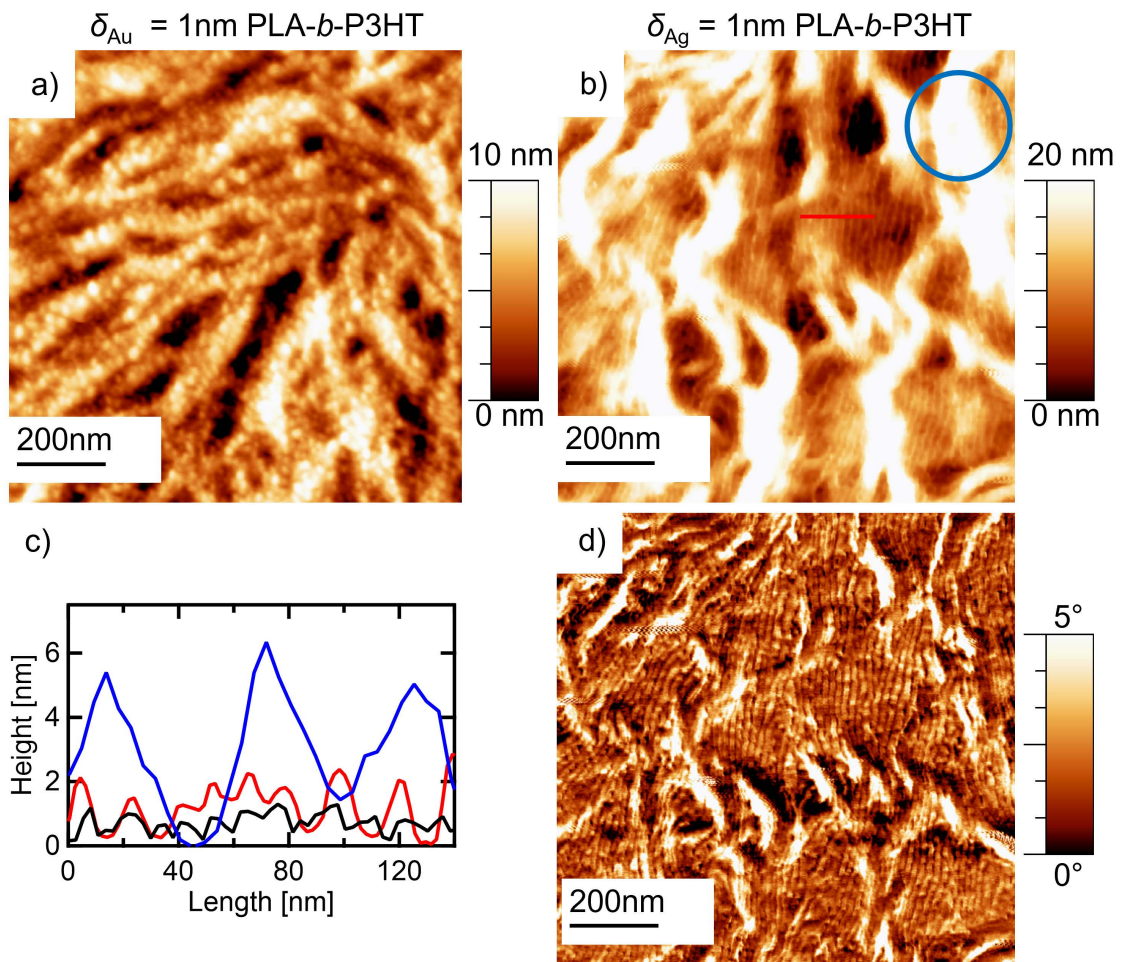 δAu = 1nm PLA-b-P3HT
δAg = 1nm PLA-b-P3HT
a)
10 nm
0 nm
200nm
b)
20 nm
0 nm
200nm
c)
Height [nm]
6
4
2
0
0 40 80 120
Length [nm]
d)
5°
0°
200nm